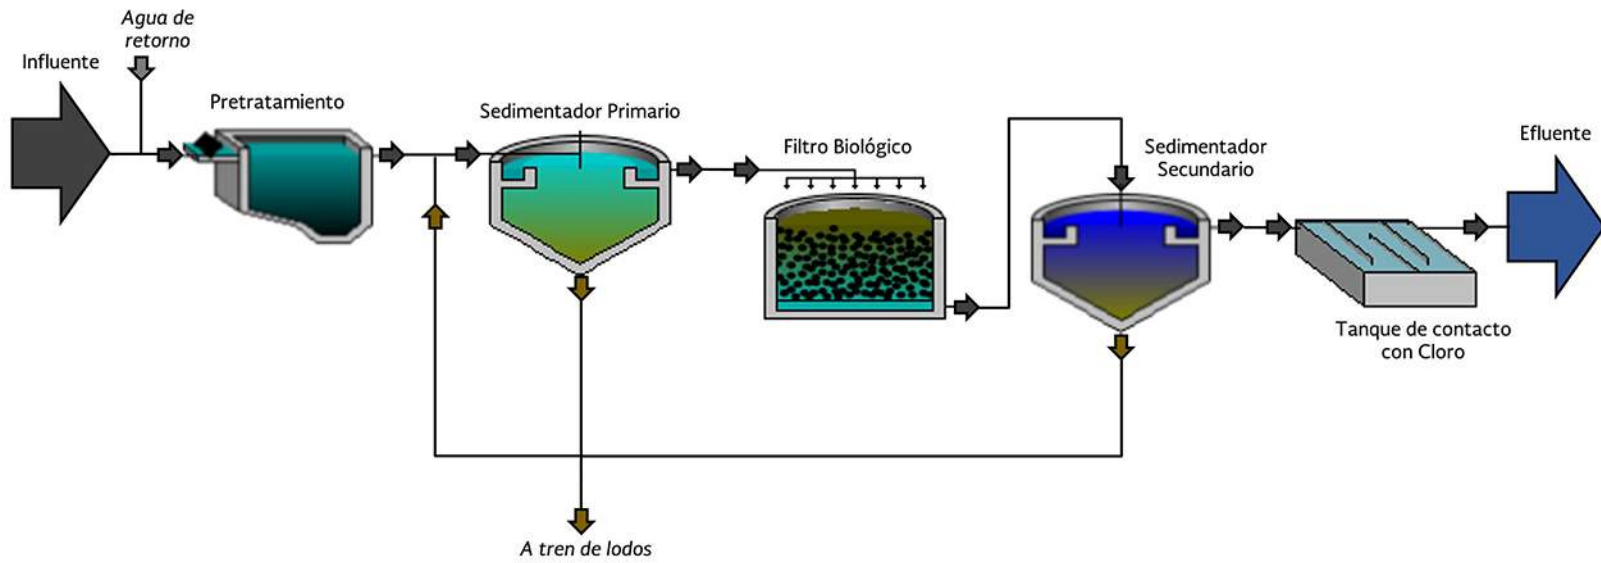 Agua de
retorno
Influente
Pretratamiento
Sedimentador Primario
Filtro Biológico
Sedimentador
Secundario
Efluente
Tanque de contacto
con Cloro
A tren de lodos